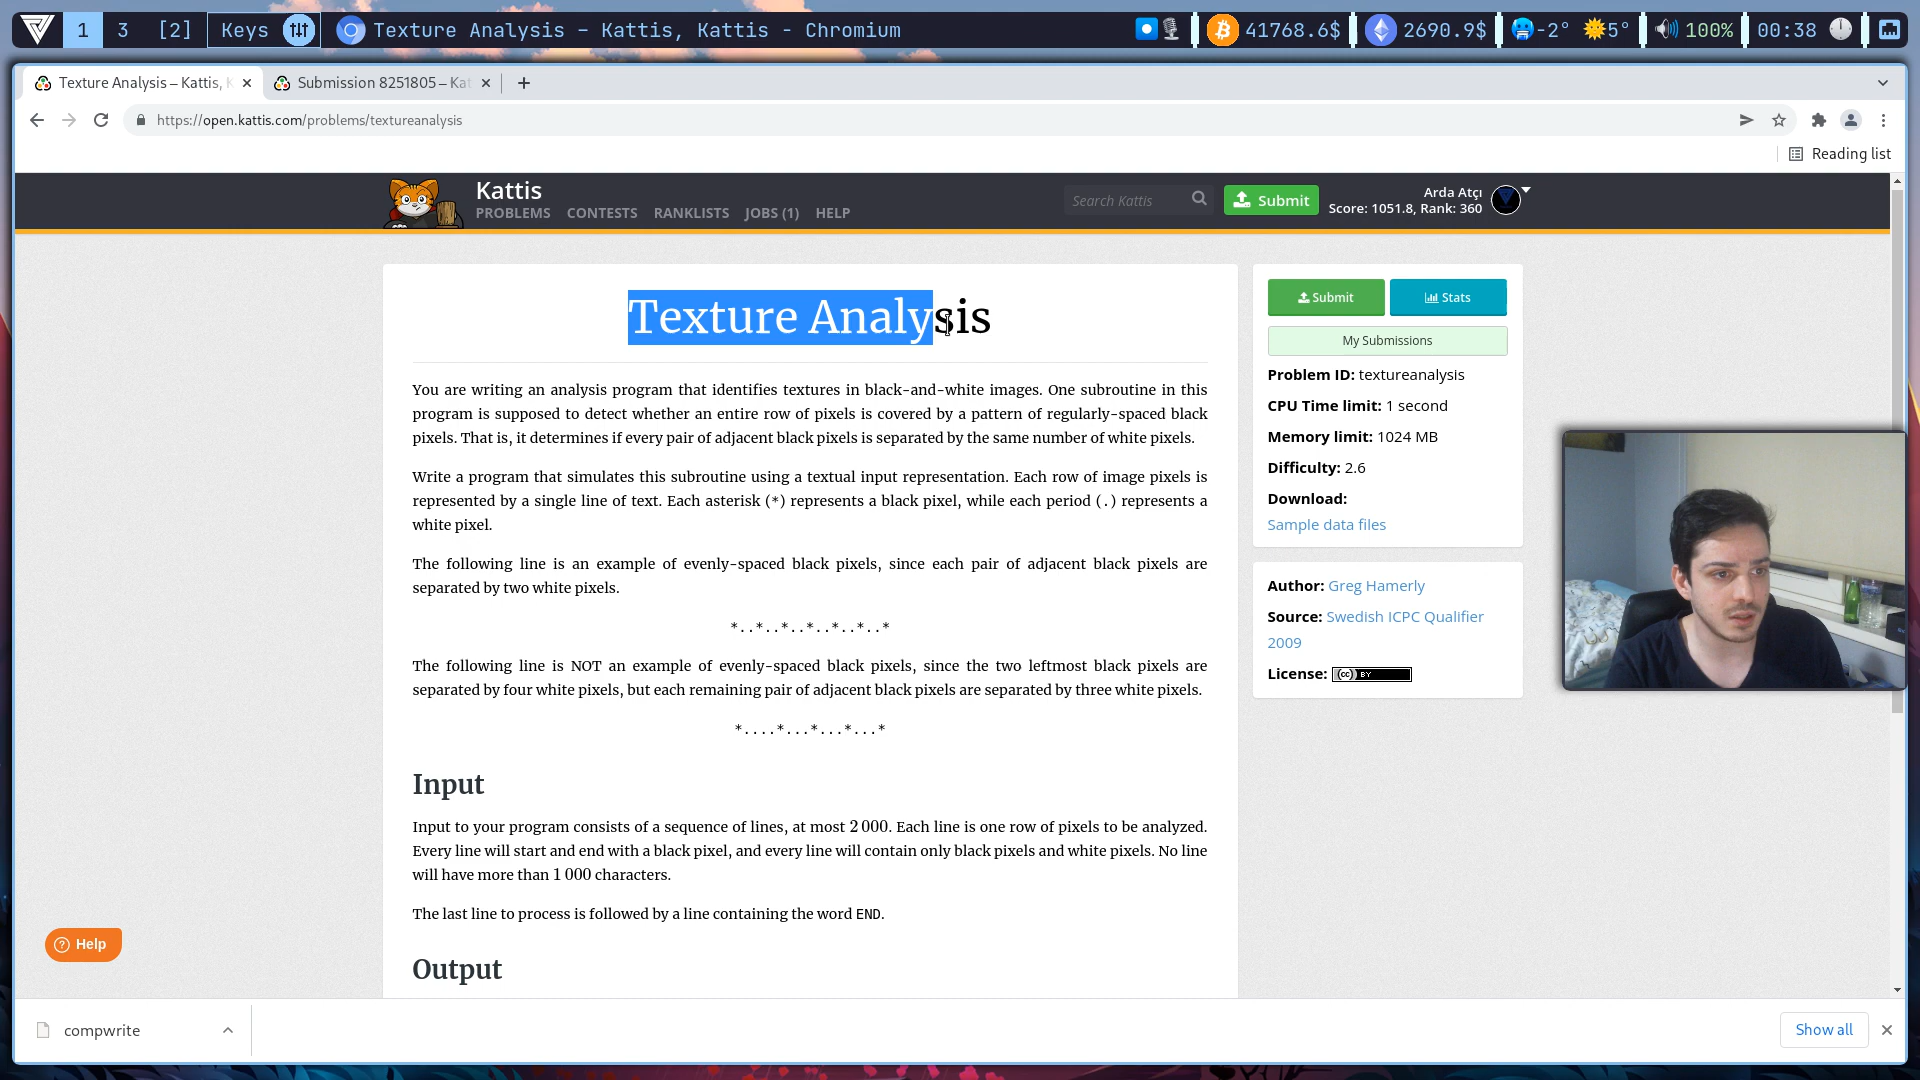 1 3 [2] Keys Texture Analysis – Kattis, Kattis - Chromium 41768.6$ 2690.9$ -2° 5° 100% 00:38
Texture Analysis – Kattis, K Submission 8251805 – Kat
https://open.kattis.com/problems/textureanalysis
Reading list
Kattis
PROBLEMS CONTESTS RANKLISTS JOBS (1) HELP
Search Kattis
Submit
Arda Atçı
Score: 1051.8, Rank: 360
Texture Analysis
You are writing an analysis program that identifies textures in black-and-white images. One subroutine in this
program is supposed to detect whether an entire row of pixels is covered by a pattern of regularly-spaced black
pixels. That is, it determines if every pair of adjacent black pixels is separated by the same number of white pixels.
Write a program that simulates this subroutine using a textual input representation. Each row of image pixels is
represented by a single line of text. Each asterisk (*) represents a black pixel, while each period (.) represents a
white pixel.
The following line is an example of evenly-spaced black pixels, since each pair of adjacent black pixels are
separated by two white pixels.
*..*..*..*..*..*..*
The following line is NOT an example of evenly-spaced black pixels, since the two leftmost black pixels are
separated by four white pixels, but each remaining pair of adjacent black pixels are separated by three white pixels.
*....*...*...*...*
Input
Input to your program consists of a sequence of lines, at most 2 000. Each line is one row of pixels to be analyzed.
Every line will start and end with a black pixel, and every line will contain only black pixels and white pixels. No line
will have more than 1 000 characters.
The last line to process is followed by a line containing the word END.
Output
Submit Stats
My Submissions
Problem ID: textureanalysis
CPU Time limit: 1 second
Memory limit: 1024 MB
Difficulty: 2.6
Download:
Sample data files
Author: Greg Hamerly
Source: Swedish ICPC Qualifier
2009
License: (cc) BY
Help
compwrite
Show all